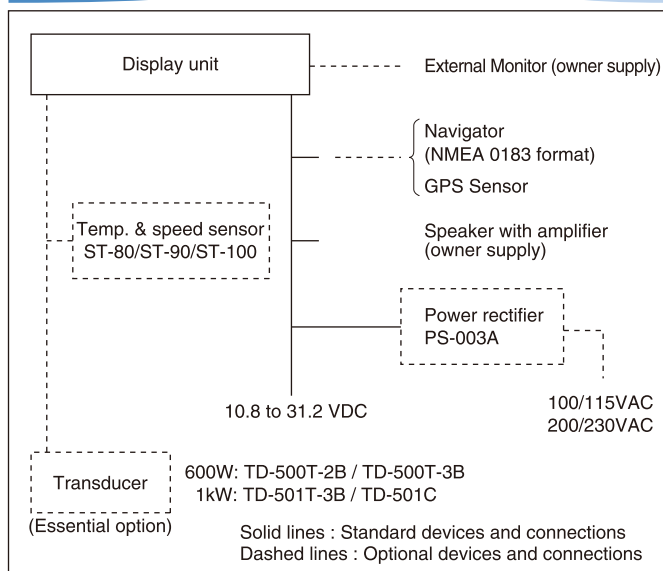 Display unit
External Monitor (owner supply)
Navigator
(NMEA 0183 format)
GPS Sensor
Temp. & speed sensor
ST-80/ST-90/ST-100
Speaker with amplifier
(owner supply)
Power rectifier
PS-003A
10.8 to 31.2 VDC
100/115VAC
200/230VAC
Transducer
(Essential option)
600W: TD-500T-2B / TD-500T-3B
1kW: TD-501T-3B / TD-501C
Solid lines : Standard devices and connections
Dashed lines : Optional devices and connections